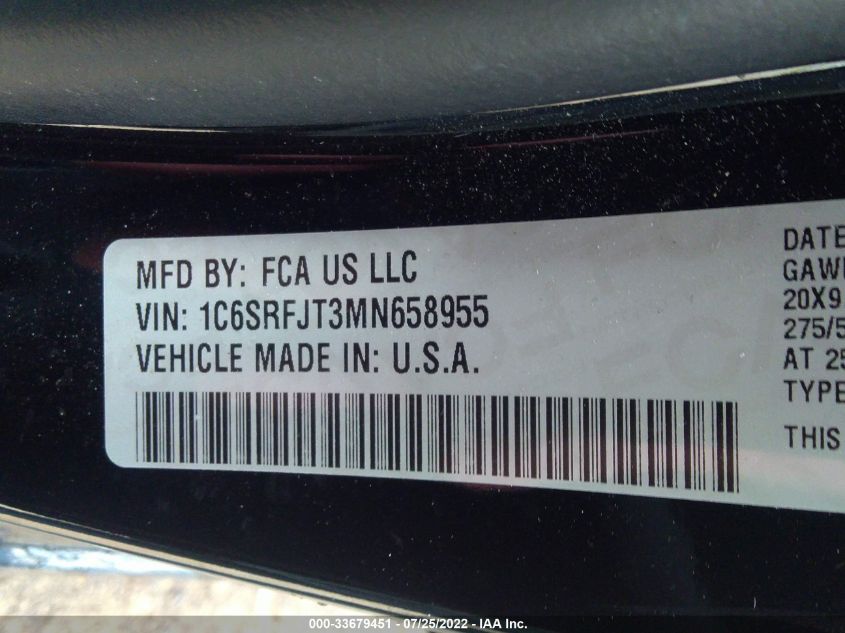 MFD BY: FCA US LLC
VIN: 1C6SRFJT3MN658955
VEHICLE MADE IN: U.S.A.
DATE
GAW
20X9
275/5
AT 25
TYPE
THIS
000-33679451 - 07/25/2022 - IAA Inc.